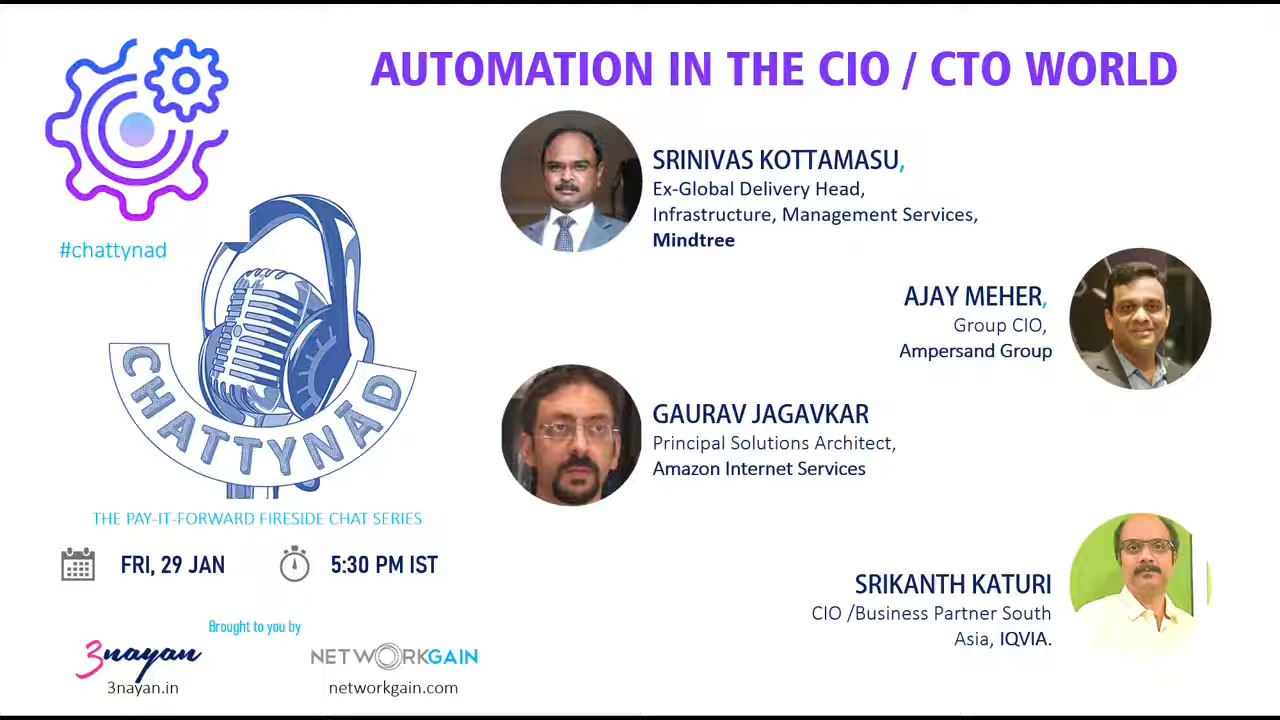 AUTOMATION IN THE CIO / CTO WORLD
#chattynad
CHATTYNĀD
THE PAY-IT-FORWARD FIRESIDE CHAT SERIES
FRI, 29 JAN
5:30 PM IST
Brought to you by
3nayan
3nayan.in
NETWORKGAIN
networkgain.com
SRINIVAS KOTTAMASU,
Ex-Global Delivery Head,
Infrastructure, Management Services,
Mindtree
AJAY MEHER,
Group CIO,
Ampersand Group
GAURAV JAGAVKAR
Principal Solutions Architect,
Amazon Internet Services
SRIKANTH KATURI
CIO /Business Partner South
Asia, IQVIA.